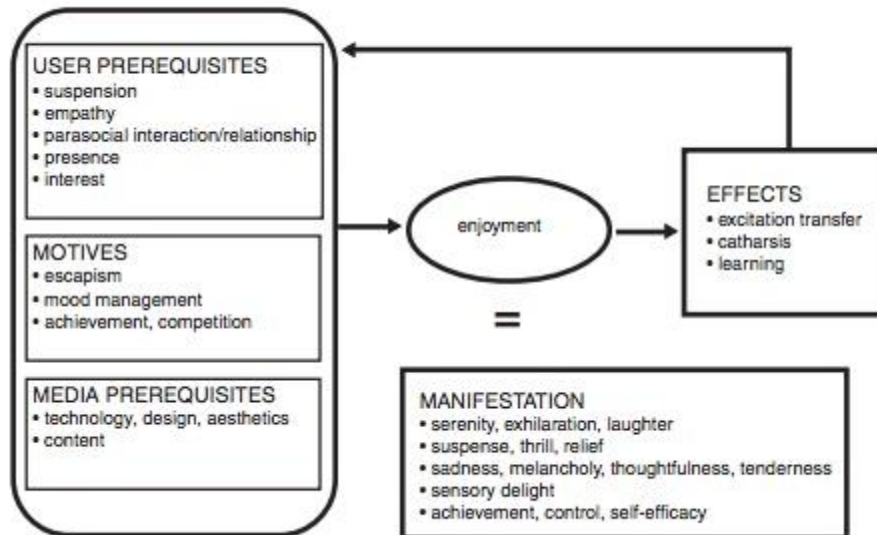 USER PREREQUISITES
• suspension
• empathy
• parasocial interaction/relationship
• presence
• interest
MOTIVES
• escapism
• mood management
• achievement, competition
MEDIA PREREQUISITES
• technology, design, aesthetics
• content
enjoyment
=
MANIFESTATION
• serenity, exhilaration, laughter
• suspense, thrill, relief
• sadness, melancholy, thoughtfulness, tenderness
• sensory delight
• achievement, control, self-efficacy
EFFECTS
• excitation transfer
• catharsis
• learning